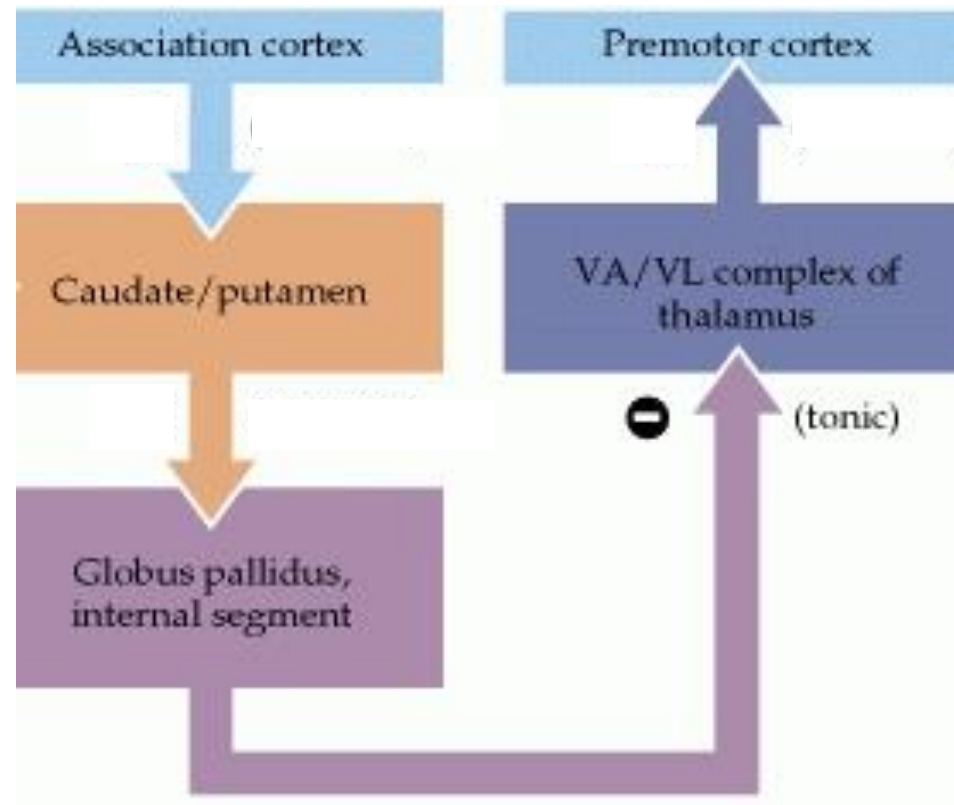 Association cortex
Premotor cortex
Caudate/putamen
VA/VL complex of
thalamus
(tonic)
Globus pallidus,
internal segment